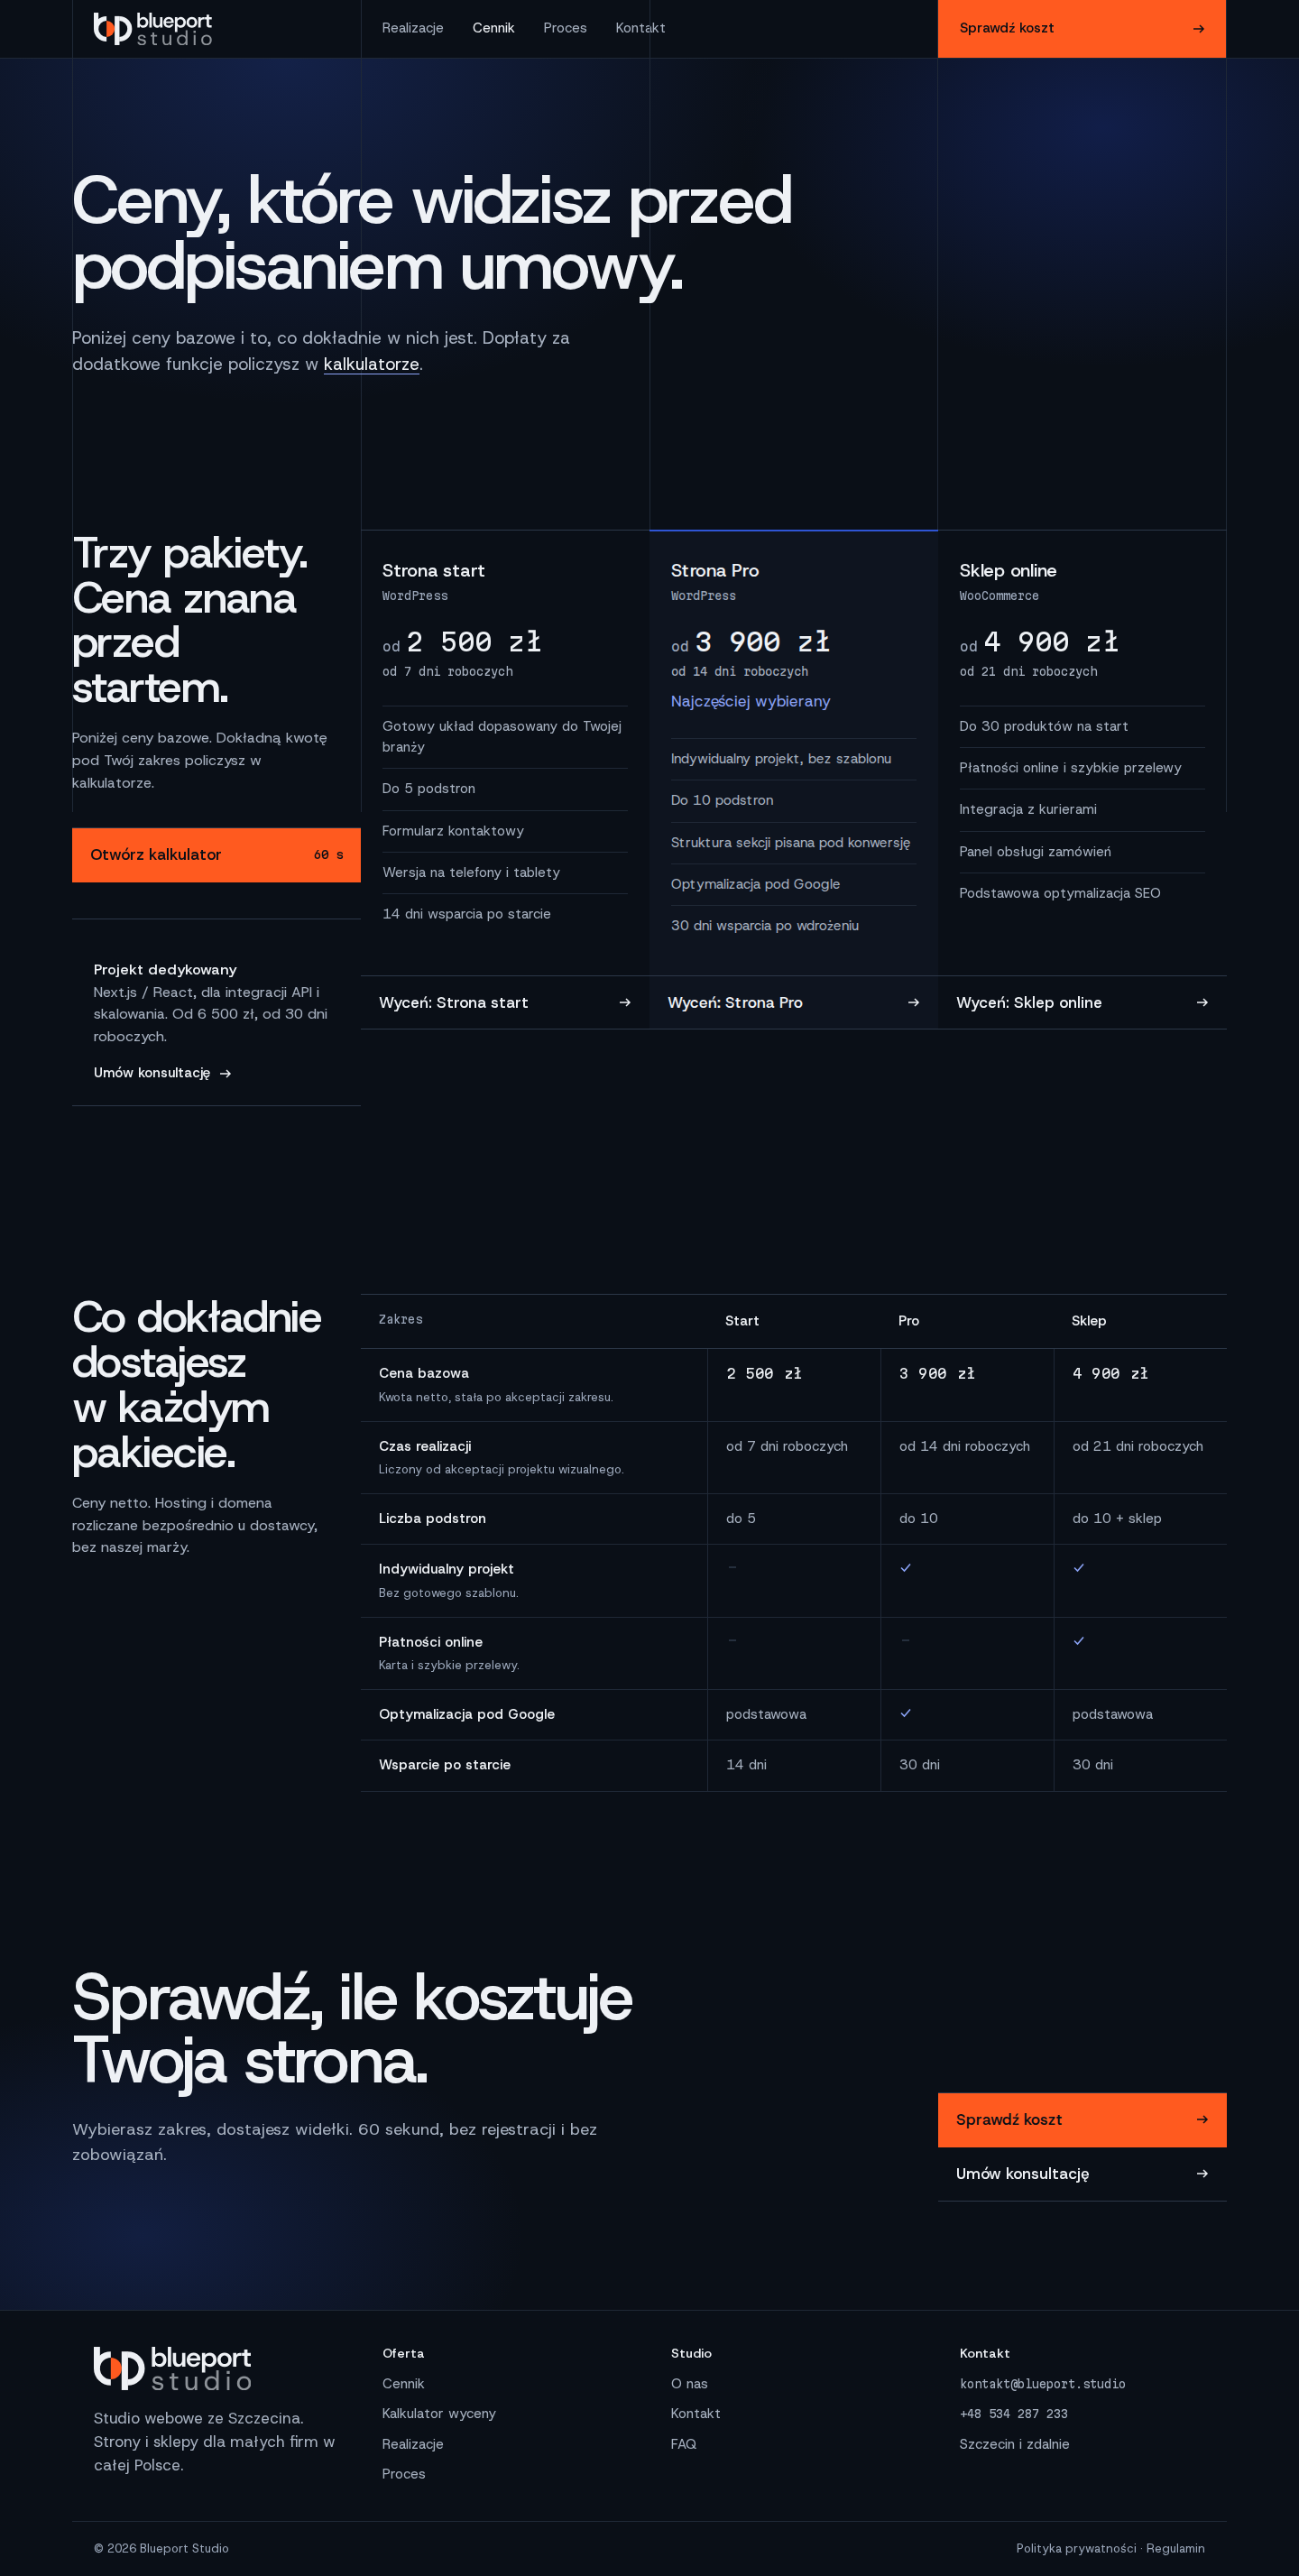 blueport
studio
Realizacje
Cennik
Proces
Kontakt
Sprawdź koszt →
Ceny, które widzisz przed
podpisaniem umowy.
Poniżej ceny bazowe i to, co dokładnie w nich jest. Dopłaty za
dodatkowe funkcje policzysz w kalkulatorze.
Trzy pakiety.
Cena znana
przed
startem.
Poniżej ceny bazowe. Dokładną kwotę
pod Twój zakres policzysz w
kalkulatorze.
Otwórz kalkulator 60 s
Projekt dedykowany
Next.js / React, dla integracji API i
skalowania. Od 6 500 zł, od 30 dni
roboczych.
Umów konsultację →
Strona start
WordPress
od 2 500 zł
od 7 dni roboczych
Gotowy układ dopasowany do Twojej
branży
Do 5 podstron
Formularz kontaktowy
Wersja na telefony i tablety
14 dni wsparcia po starcie
Wyceń: Strona start →
Strona Pro
WordPress
od 3 900 zł
od 14 dni roboczych
Najczęściej wybierany
Indywidualny projekt, bez szablonu
Do 10 podstron
Struktura sekcji pisana pod konwersję
Optymalizacja pod Google
30 dni wsparcia po wdrożeniu
Wyceń: Strona Pro →
Sklep online
WooCommerce
od 4 900 zł
od 21 dni roboczych
Do 30 produktów na start
Płatności online i szybkie przelewy
Integracja z kurierami
Panel obsługi zamówień
Podstawowa optymalizacja SEO
Wyceń: Sklep online →
Co dokładnie
dostajesz
w każdym
pakiecie.
Ceny netto. Hosting i domena
rozliczane bezpośrednio u dostawcy,
bez naszej marży.
Zakres Start Pro Sklep
Cena bazowa 2 500 zł 3 900 zł 4 900 zł
Kwota netto, stała po akceptacji zakresu.
Czas realizacji od 7 dni roboczych od 14 dni roboczych od 21 dni roboczych
Liczony od akceptacji projektu wizualnego.
Liczba podstron do 5 do 10 do 10 + sklep
Indywidualny projekt – ✓ ✓
Bez gotowego szablonu.
Płatności online – – ✓
Karta i szybkie przelewy.
Optymalizacja pod Google podstawowa ✓ podstawowa
Wsparcie po starcie 14 dni 30 dni 30 dni
Sprawdź, ile kosztuje
Twoja strona.
Wybierasz zakres, dostajesz widełki. 60 sekund, bez rejestracji i bez
zobowiązań.
Sprawdź koszt →
Umów konsultację →
blueport
studio
Studio webowe ze Szczecina.
Strony i sklepy dla małych firm w
całej Polsce.
Oferta
Cennik
Kalkulator wyceny
Realizacje
Proces
Studio
O nas
Kontakt
FAQ
Kontakt
kontakt@blueport.studio
+48 534 287 233
Szczecin i zdalnie
© 2026 Blueport Studio
Polityka prywatności · Regulamin